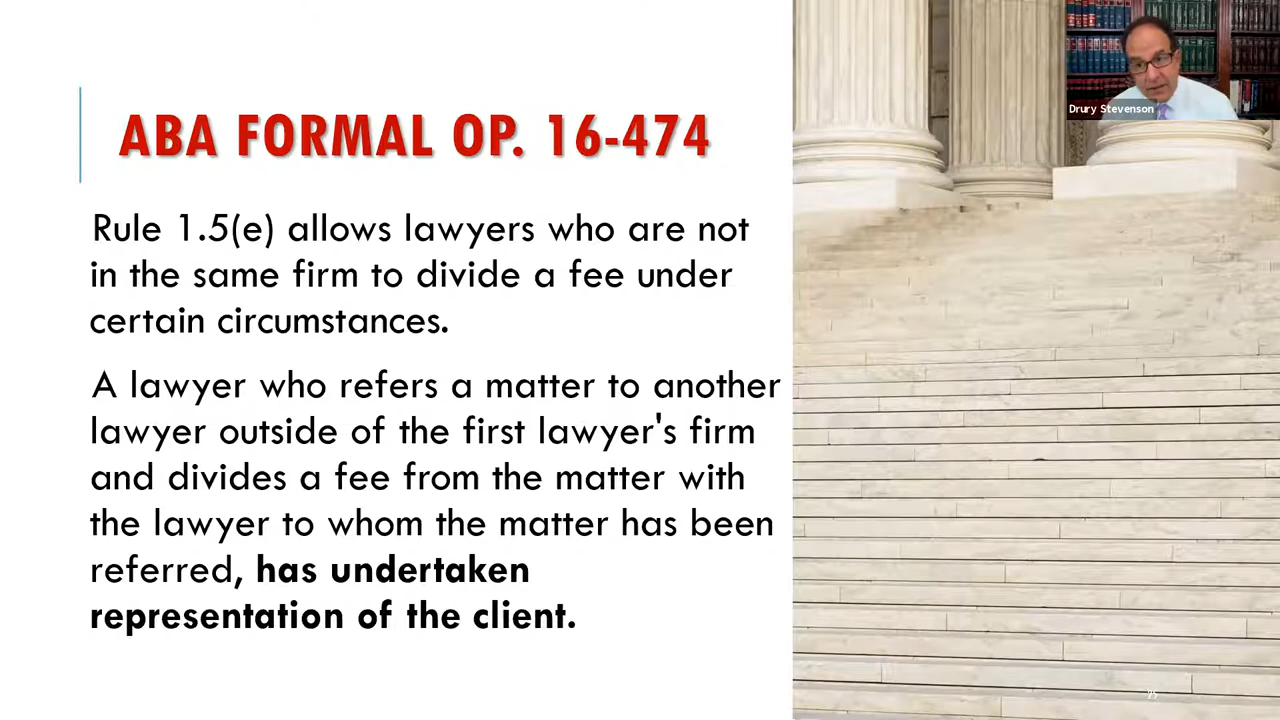 ABA FORMAL OP. 16-474
Drury Stevenson
Rule 1.5(e) allows lawyers who are not
in the same firm to divide a fee under
certain circumstances.
A lawyer who refers a matter to another
lawyer outside of the first lawyer's firm
and divides a fee from the matter with
the lawyer to whom the matter has been
referred, has undertaken
representation of the client.